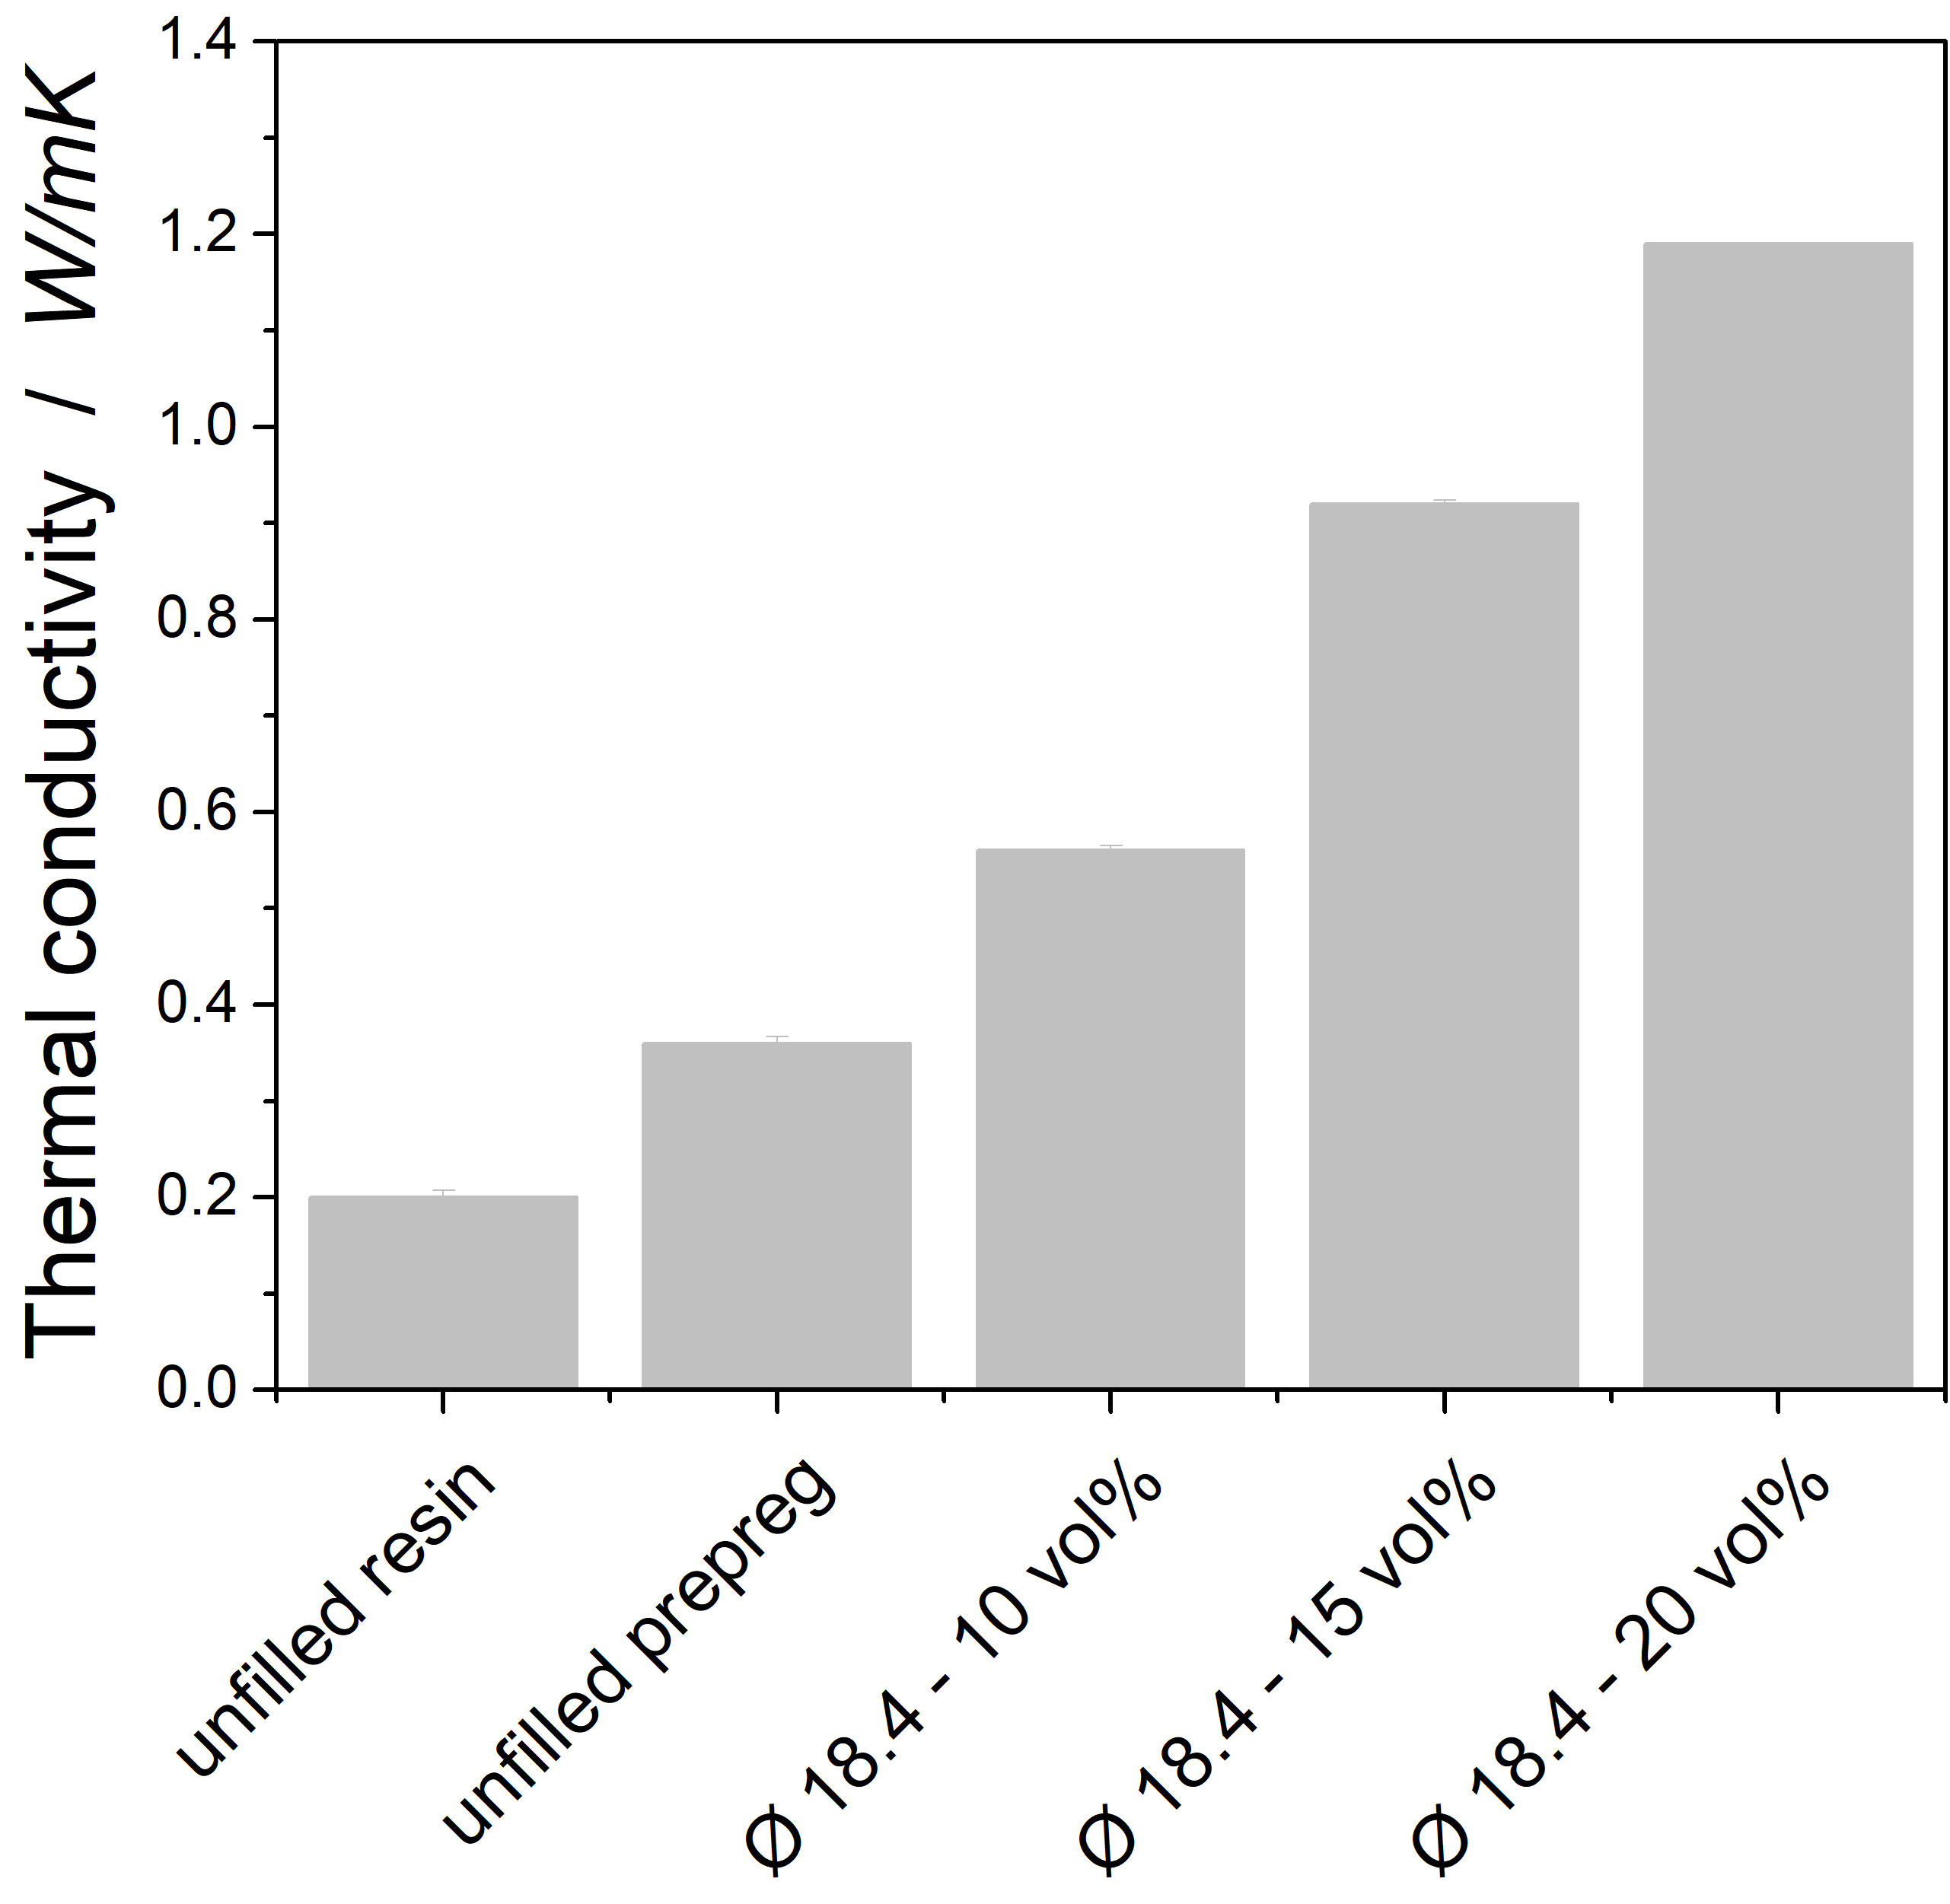 Thermal conductivity / W/mK
1.4
1.2
1.0
0.8
0.6
0.4
0.2
0.0
unfilled resin
unfilled prepreg
Ø 18.4 - 10 vol%
Ø 18.4 - 15 vol%
Ø 18.4 - 20 vol%